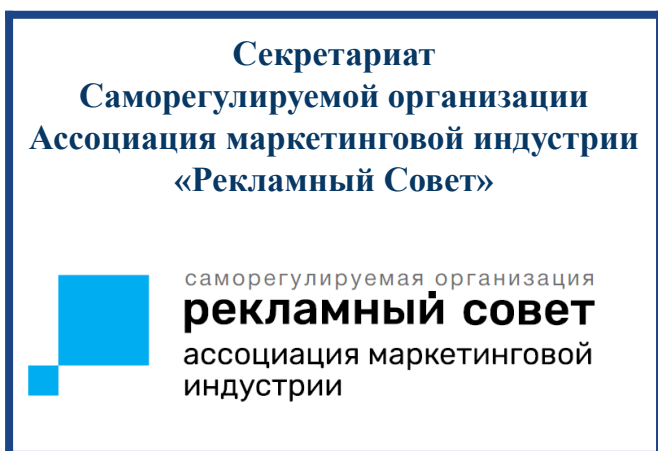 Секретариат
Саморегулируемой организации
Ассоциация маркетинговой индустрии
«Рекламный Совет»
саморегулируемая организация
рекламный совет
ассоциация маркетинговой
индустрии